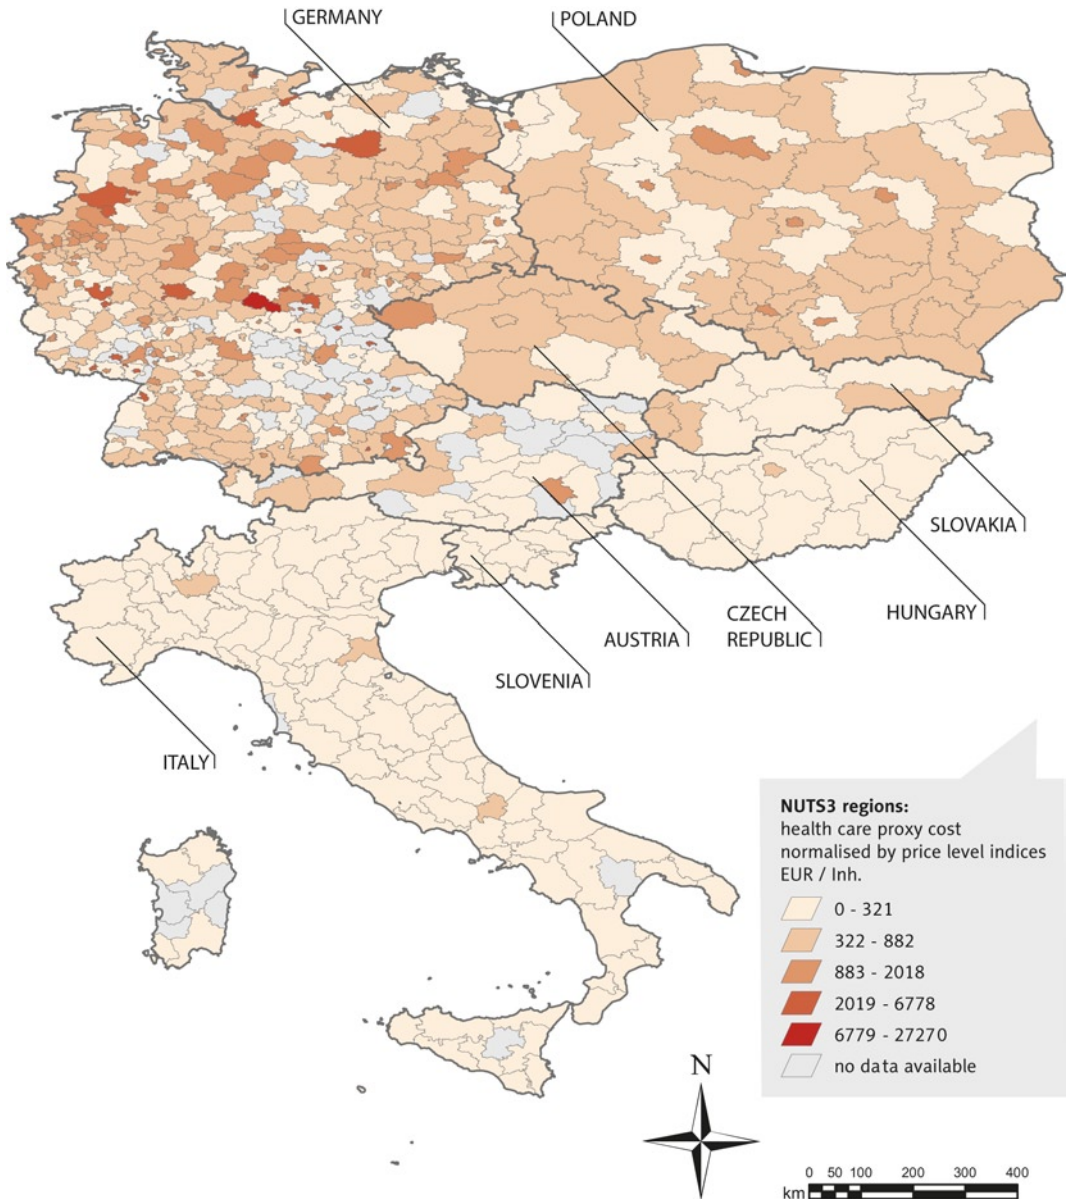 GERMANY
POLAND
SLOVAKIA
HUNGARY
CZECH
REPUBLIC
AUSTRIA
SLOVENIA
ITALY
NUTS3 regions:
health care proxy cost
normalised by price level indices
EUR / Inh.
0 - 321
322 - 882
883 - 2018
2019 - 6778
6779 - 27270
no data available
N
0 50 100 200 300 400
km